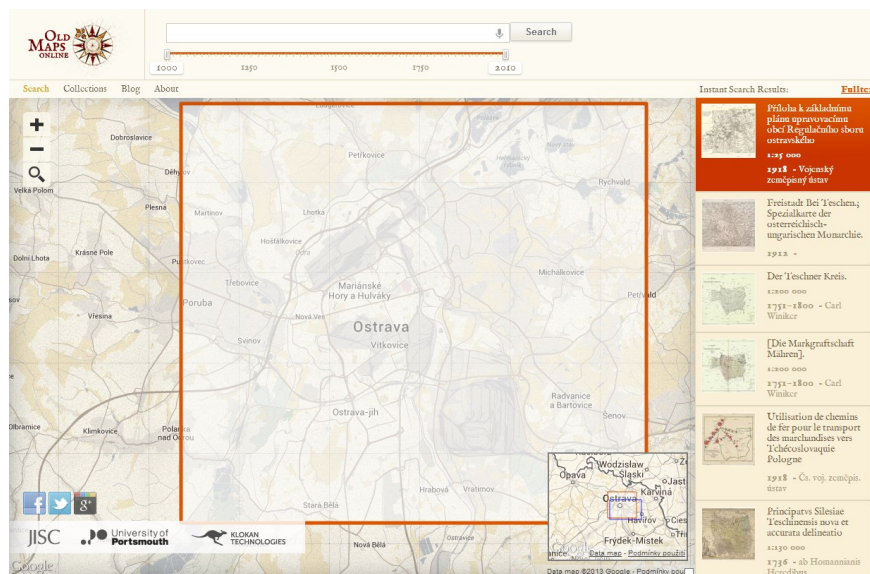 OLD
MAPS
ONLINE
Search
1000
1250
1500
1750
2010
Search
Collections
Blog
About
Instant Search Results:
Dobroslavice
Petřkovice
Velká Polom
Plesná
Martinov
Lhotka
Rychvald
Hošťálkovice
Krásné Pole
Dolní Lhota
Pustkovec
Třebovice
Mariánské
Hory a Hulváky
Michálkovice
Petřvald
Poruba
Vřesina
Nová Ves
Ostrava
Svinov
Vítkovice
Ostrava-jih
Radvanice
a Bartovice
Šenov
Klimkovice
Polanka
nad Odrou
Hrabová
Vratimov
Stará Bělá
Nová Bělá
JISC
University of
Portsmouth
KLOKAN
TECHNOLOGIES
Google
Wodzisław
Śląski
Opava
Ostrava
Karviná
Jast
Havířov
Cies
Frýdek-Místek
Data map - Podmínky použití
Data map ©2013 Google - Podmínky použ
Příloha k základnímu
plánu upravovacímu
obcí Regulačního sboru
ostravského
1:25 000
1918 - Vojenský
zeměpisný ústav
Freistadt Bei Teschen.;
Spezialkarte der
österreichisch-
ungarischen Monarchie.
1912 -
Der Teschner Kreis.
1:200 000
1751–1800 - Carl
Winiker
[Die Markgraftschaft
Mähren].
1:200 000
1751–1800 - Carl
Winiker
Utilisation de chemins
de fer pour le transport
des marchandises vers
Tchécoslovaquie
Pologne
1918 - Čs. voj. zeměpis.
ústav
Principatvs Silesiae
Teschinensis nova et
accurata delineatio
1:130 000
1736 - ab Homannianis
Heredibus